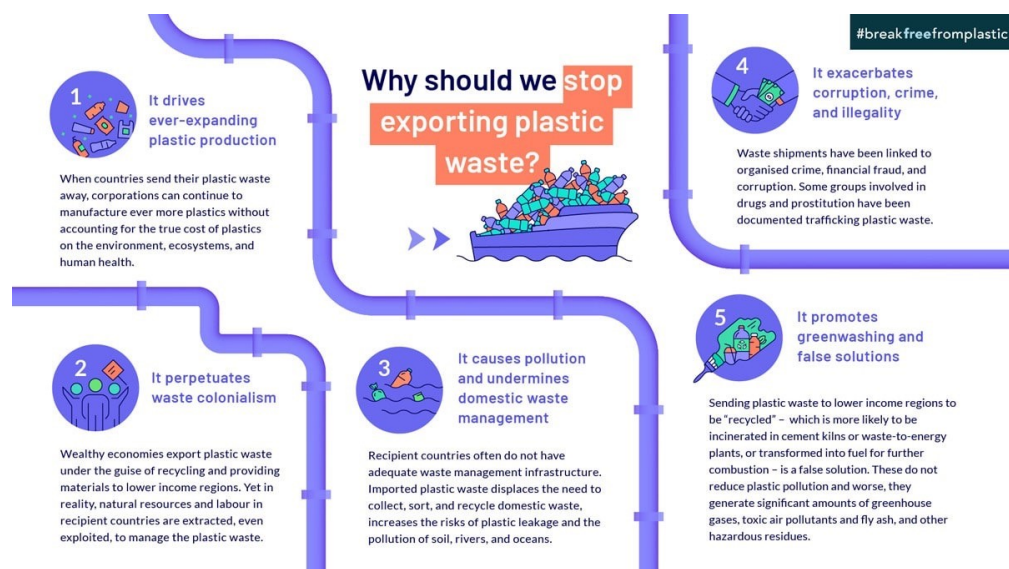 #breakfreefromplastic
Why should we stop
exporting plastic
waste?
1
It drives
ever-expanding
plastic production
When countries send their plastic waste
away, corporations can continue to
manufacture ever more plastics without
accounting for the true cost of plastics
on the environment, ecosystems, and
human health.
2
It perpetuates
waste colonialism
Wealthy economies export plastic waste
under the guise of recycling and providing
materials to lower income regions. Yet in
reality, natural resources and labour in
recipient countries are extracted, even
exploited, to manage the plastic waste.
3
It causes pollution
and undermines
domestic waste
management
Recipient countries often do not have
adequate waste management infrastructure.
Imported plastic waste displaces the need to
collect, sort, and recycle domestic waste,
increases the risks of plastic leakage and the
pollution of soil, rivers, and oceans.
4
It exacerbates
corruption, crime,
and illegality
Waste shipments have been linked to
organised crime, financial fraud, and
corruption. Some groups involved in
drugs and prostitution have been
documented trafficking plastic waste.
5
It promotes
greenwashing and
false solutions
Sending plastic waste to lower income regions to
be “recycled” – which is more likely to be
incinerated in cement kilns or waste-to-energy
plants, or transformed into fuel for further
combustion – is a false solution. These do not
reduce plastic pollution and worse, they
generate significant amounts of greenhouse
gases, toxic air pollutants and fly ash, and other
hazardous residues.